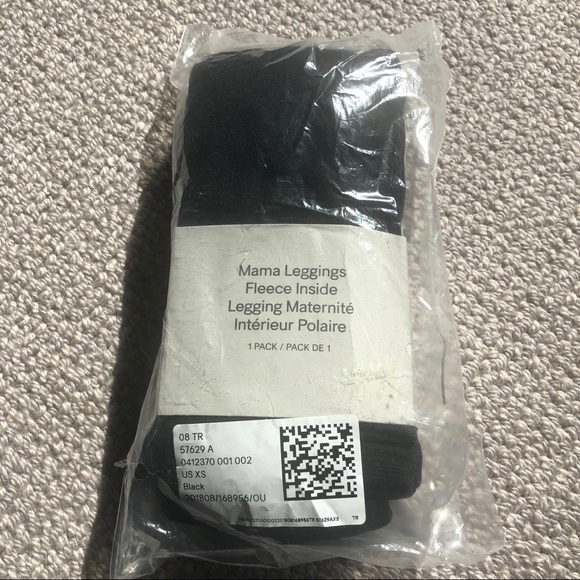 Mama Leggings
Fleece Inside
Legging Maternité
Intérieur Polaire
1 PACK / PACK DE 1
08 TR
57629 A
0412370 001 002
US XS
Black
201808/168956/OU
TR